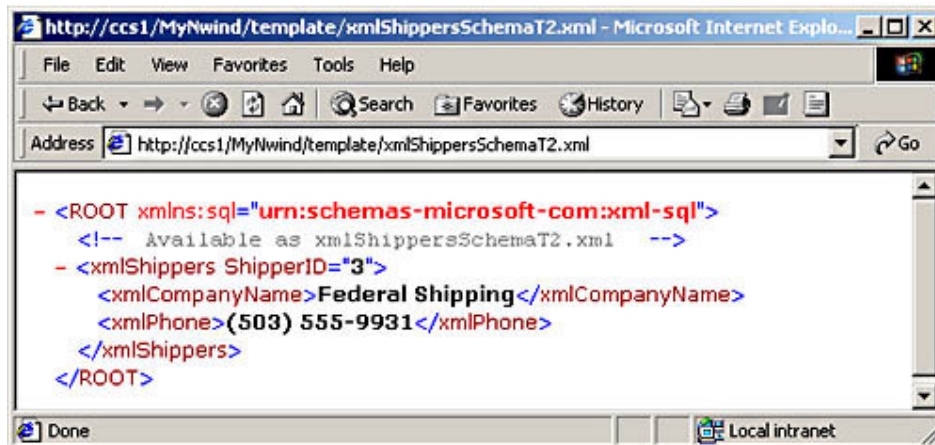 http://ccs1/MyNwind/template/xmlShippersSchemaT2.xml - Microsoft Internet Explo...
File Edit View Favorites Tools Help
Back Search Favorites History
Address http://ccs1/MyNwind/template/xmlShippersSchemaT2.xml Go
- <ROOT xmlns:sql="urn:schemas-microsoft-com:xml-sql">
<!-- Available as xmlShippersSchemaT2.xml -->
- <xmlShippers ShipperID="3">
<xmlCompanyName>Federal Shipping</xmlCompanyName>
<xmlPhone>(503) 555-9931</xmlPhone>
</xmlShippers>
</ROOT>
Done Local intranet